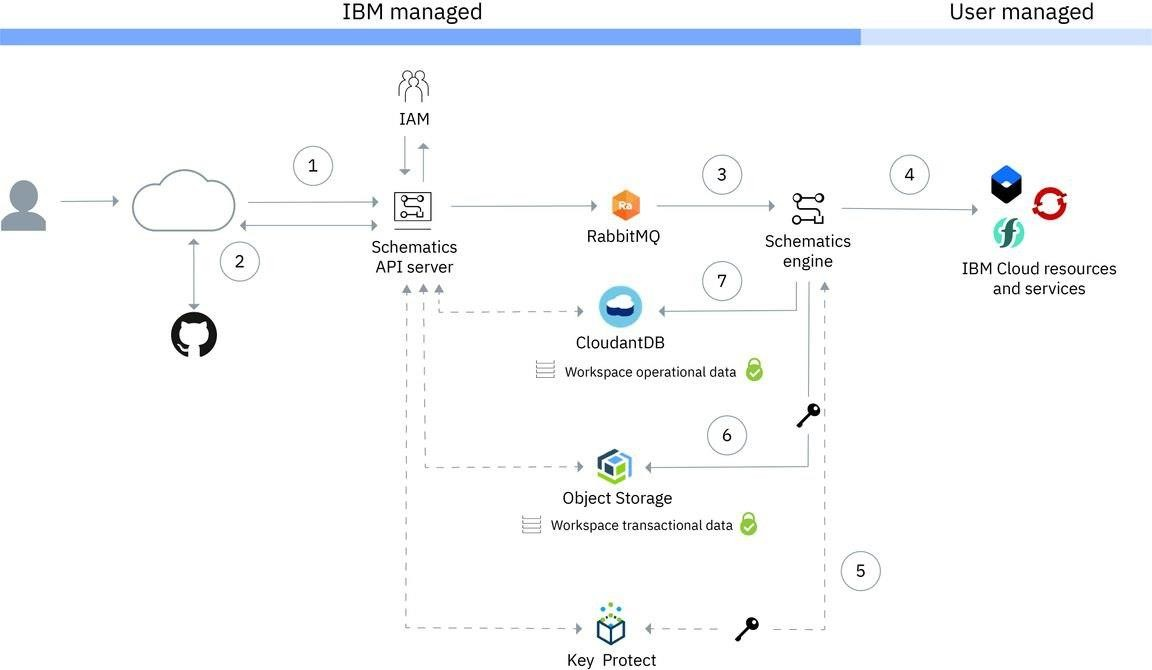 IBM managed
User managed
IAM
1
3
4
Ra
RabbitMQ
2
Schematics
API server
Schematics
engine
IBM Cloud resources
and services
7
CloudantDB
Workspace operational data
6
Object Storage
Workspace transactional data
5
Key Protect